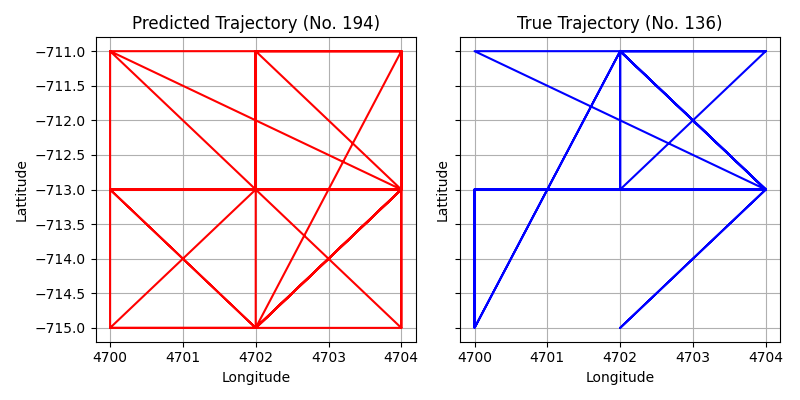 Predicted Trajectory (No. 194)
True Trajectory (No. 136)
−711.0
−711.5
−712.0
−712.5
−713.0
−713.5
−714.0
−714.5
−715.0
Lattitude
Lattitude
4700 4701 4702 4703 4704
4700 4701 4702 4703 4704
Longitude
Longitude